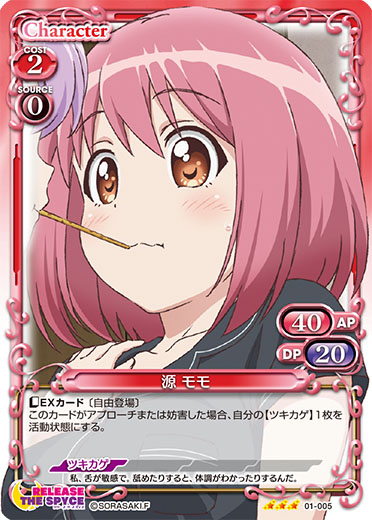 Character
COST
2
SOURCE
0
40 AP
DP 20
源 モモ
EXカード〔自由登場〕
このカードがアプローチまたは妨害した場合、自分の【ツキカゲ】1枚を
活動状態にする。
ツキカゲ
私、舌が敏感で、舐めたりすると、体調がわかったりするんだ。
RELEASE
THE SPYCE
©SORASAKI.F
01-005